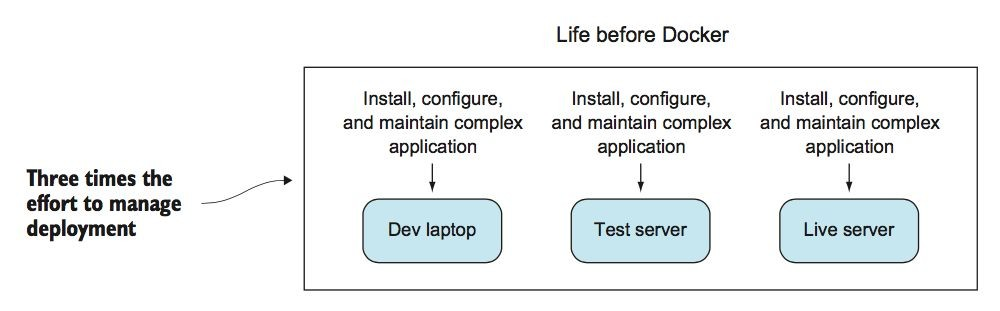 Life before Docker
Install, configure,
and maintain complex
application
Install, configure,
and maintain complex
application
Install, configure,
and maintain complex
application
Three times the
effort to manage
deployment
Dev laptop
Test server
Live server